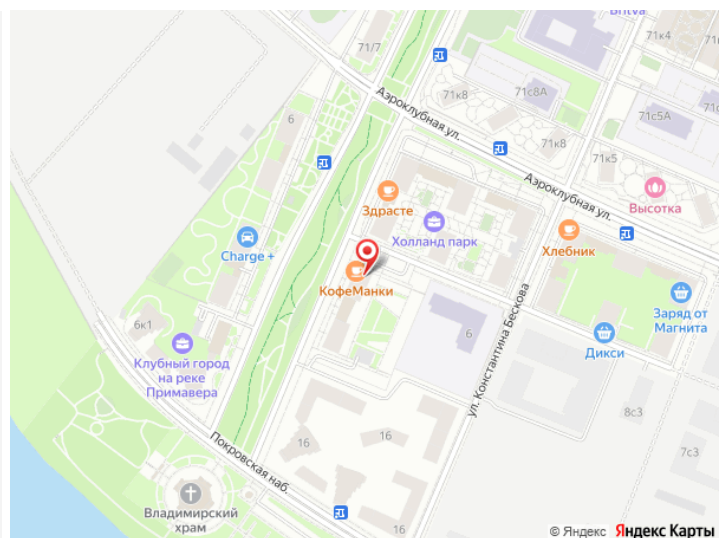 Britva
71к4
71/7
71к8
71с8А
71с5А
6
Аэроклубная ул.
71к8
71к5
Аэроклубная ул.
Высотка
Здрасте
Холланд парк
Хлебник
Charge +
КофеМанки
Заряд от
Магнита
6к1
6
Дикси
Клубный город
на реке
Примавера
ул. Константина Бескова
8с3
16
16
7с3
Покровская наб.
Владимирский
храм
16
© Яндекс Яндекс Карты